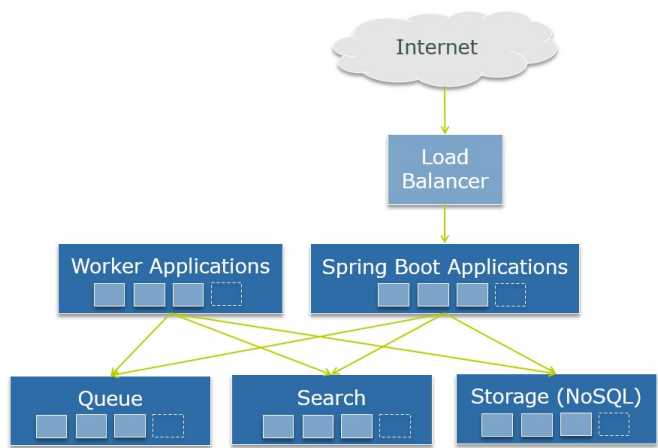 Internet
Load
Balancer
Worker Applications
Spring Boot Applications
Queue
Search
Storage (NoSQL)